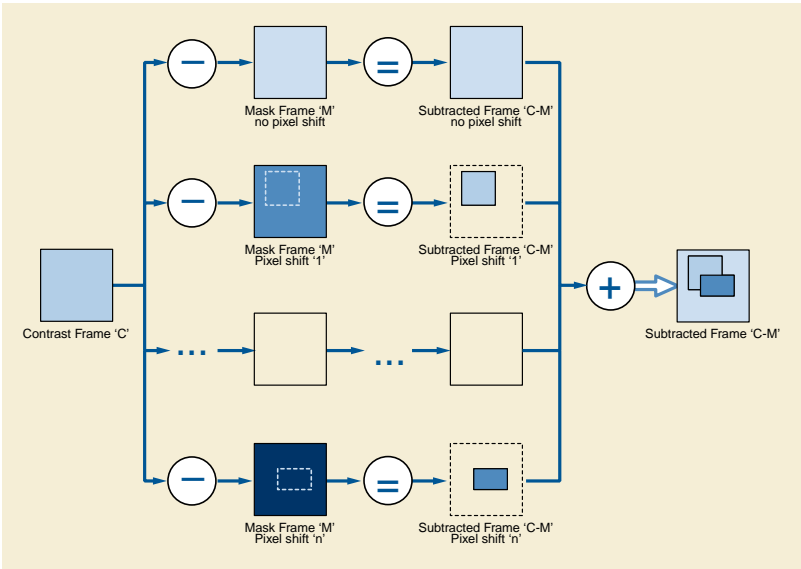 −
=
Mask Frame ‘M’
no pixel shift
Subtracted Frame ‘C-M’
no pixel shift
−
=
Mask Frame ‘M’
Pixel shift ‘1’
Subtracted Frame ‘C-M’
Pixel shift ‘1’
Contrast Frame ‘C’
+
Subtracted Frame ‘C-M’
...
...
−
=
Mask Frame ‘M’
Pixel shift ‘n’
Subtracted Frame ‘C-M’
Pixel shift ‘n’